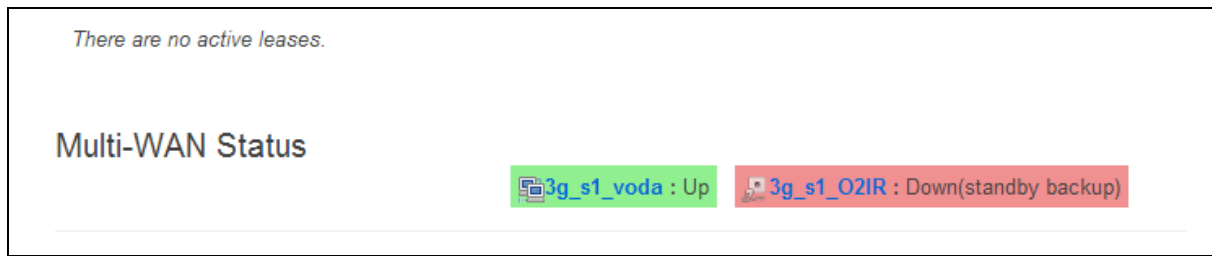 There are no active leases.
Multi-WAN Status
3g_s1_voda : Up 3g_s1_O2IR : Down(standby backup)